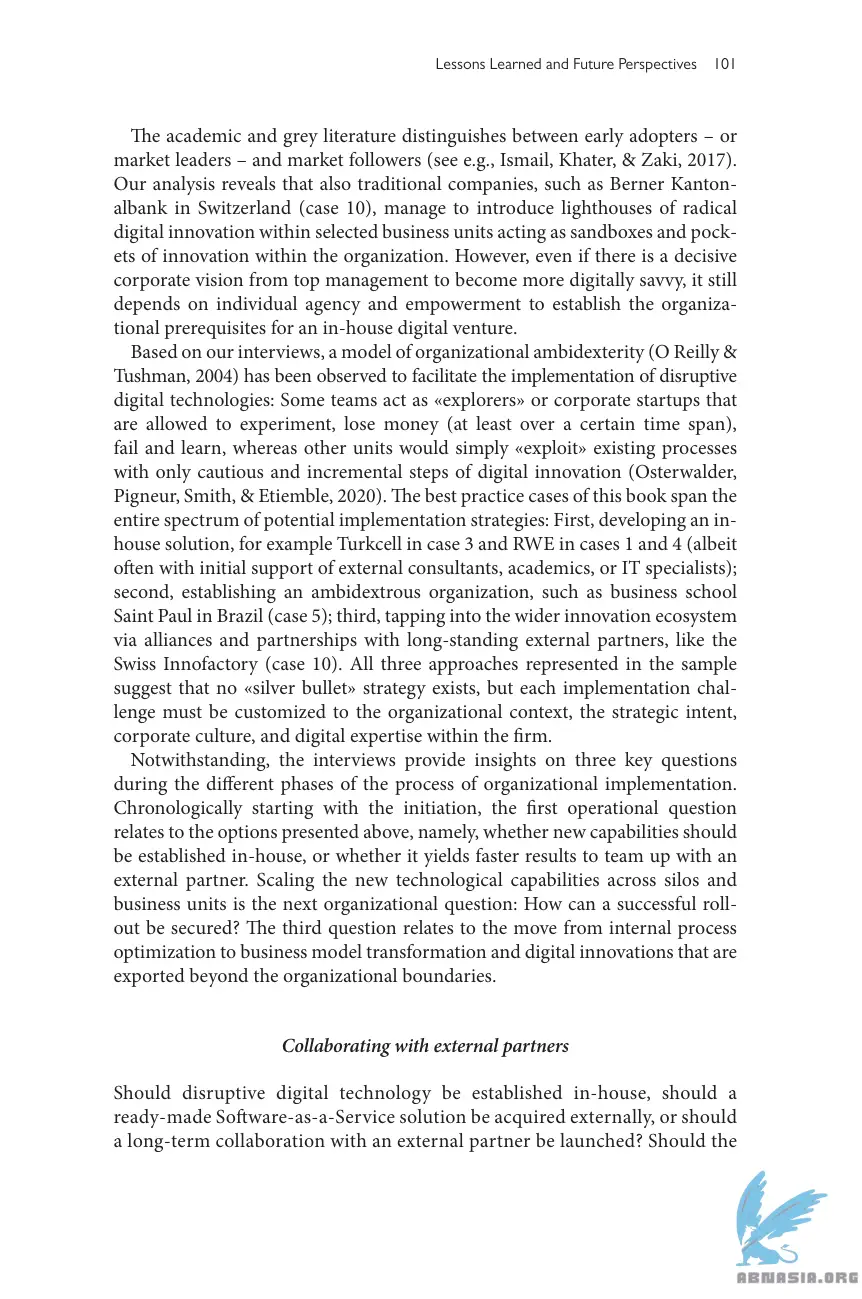 Lessons Learned and Future Perspectives 101
The academic and grey literature distinguishes between early adopters – or
market leaders – and market followers (see e.g., Ismail, Khater, & Zaki, 2017).
Our analysis reveals that also traditional companies, such as Berner Kanton-
albank in Switzerland (case 10), manage to introduce lighthouses of radical
digital innovation within selected business units acting as sandboxes and pock-
ets of innovation within the organization. However, even if there is a decisive
corporate vision from top management to become more digitally savvy, it still
depends on individual agency and empowerment to establish the organiza-
tional prerequisites for an in-house digital venture.
Based on our interviews, a model of organizational ambidexterity (O Reilly &
Tushman, 2004) has been observed to facilitate the implementation of disruptive
digital technologies: Some teams act as «explorers» or corporate startups that
are allowed to experiment, lose money (at least over a certain time span),
fail and learn, whereas other units would simply «exploit» existing processes
with only cautious and incremental steps of digital innovation (Osterwalder,
Pigneur, Smith, & Etiemble, 2020). The best practice cases of this book span the
entire spectrum of potential implementation strategies: First, developing an in-
house solution, for example Turkcell in case 3 and RWE in cases 1 and 4 (albeit
often with initial support of external consultants, academics, or IT specialists);
second, establishing an ambidextrous organization, such as business school
Saint Paul in Brazil (case 5); third, tapping into the wider innovation ecosystem
via alliances and partnerships with long-standing external partners, like the
Swiss Innofactory (case 10). All three approaches represented in the sample
suggest that no «silver bullet» strategy exists, but each implementation chal-
lenge must be customized to the organizational context, the strategic intent,
corporate culture, and digital expertise within the firm.
Notwithstanding, the interviews provide insights on three key questions
during the different phases of the process of organizational implementation.
Chronologically starting with the initiation, the first operational question
relates to the options presented above, namely, whether new capabilities should
be established in-house, or whether it yields faster results to team up with an
external partner. Scaling the new technological capabilities across silos and
business units is the next organizational question: How can a successful roll-
out be secured? The third question relates to the move from internal process
optimization to business model transformation and digital innovations that are
exported beyond the organizational boundaries.
Collaborating with external partners
Should disruptive digital technology be established in-house, should a
ready-made Software-as-a-Service solution be acquired externally, or should
a long-term collaboration with an external partner be launched? Should the
ABNASIA.ORG